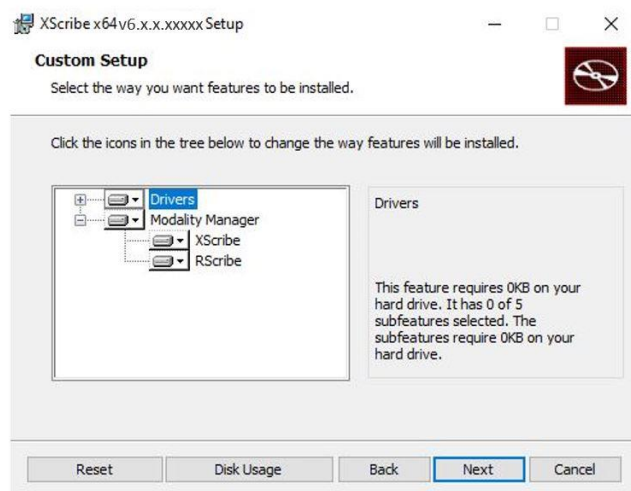 XScribe x64 v6.x.x.xxxxx Setup
Custom Setup
Select the way you want features to be installed.
Click the icons in the tree below to change the way features will be installed.
Drivers
Modality Manager
XScribe
RScribe
Drivers
This feature requires 0KB on your
hard drive. It has 0 of 5
subfeatures selected. The
subfeatures require 0KB on your
hard drive.
Reset
Disk Usage
Back
Next
Cancel